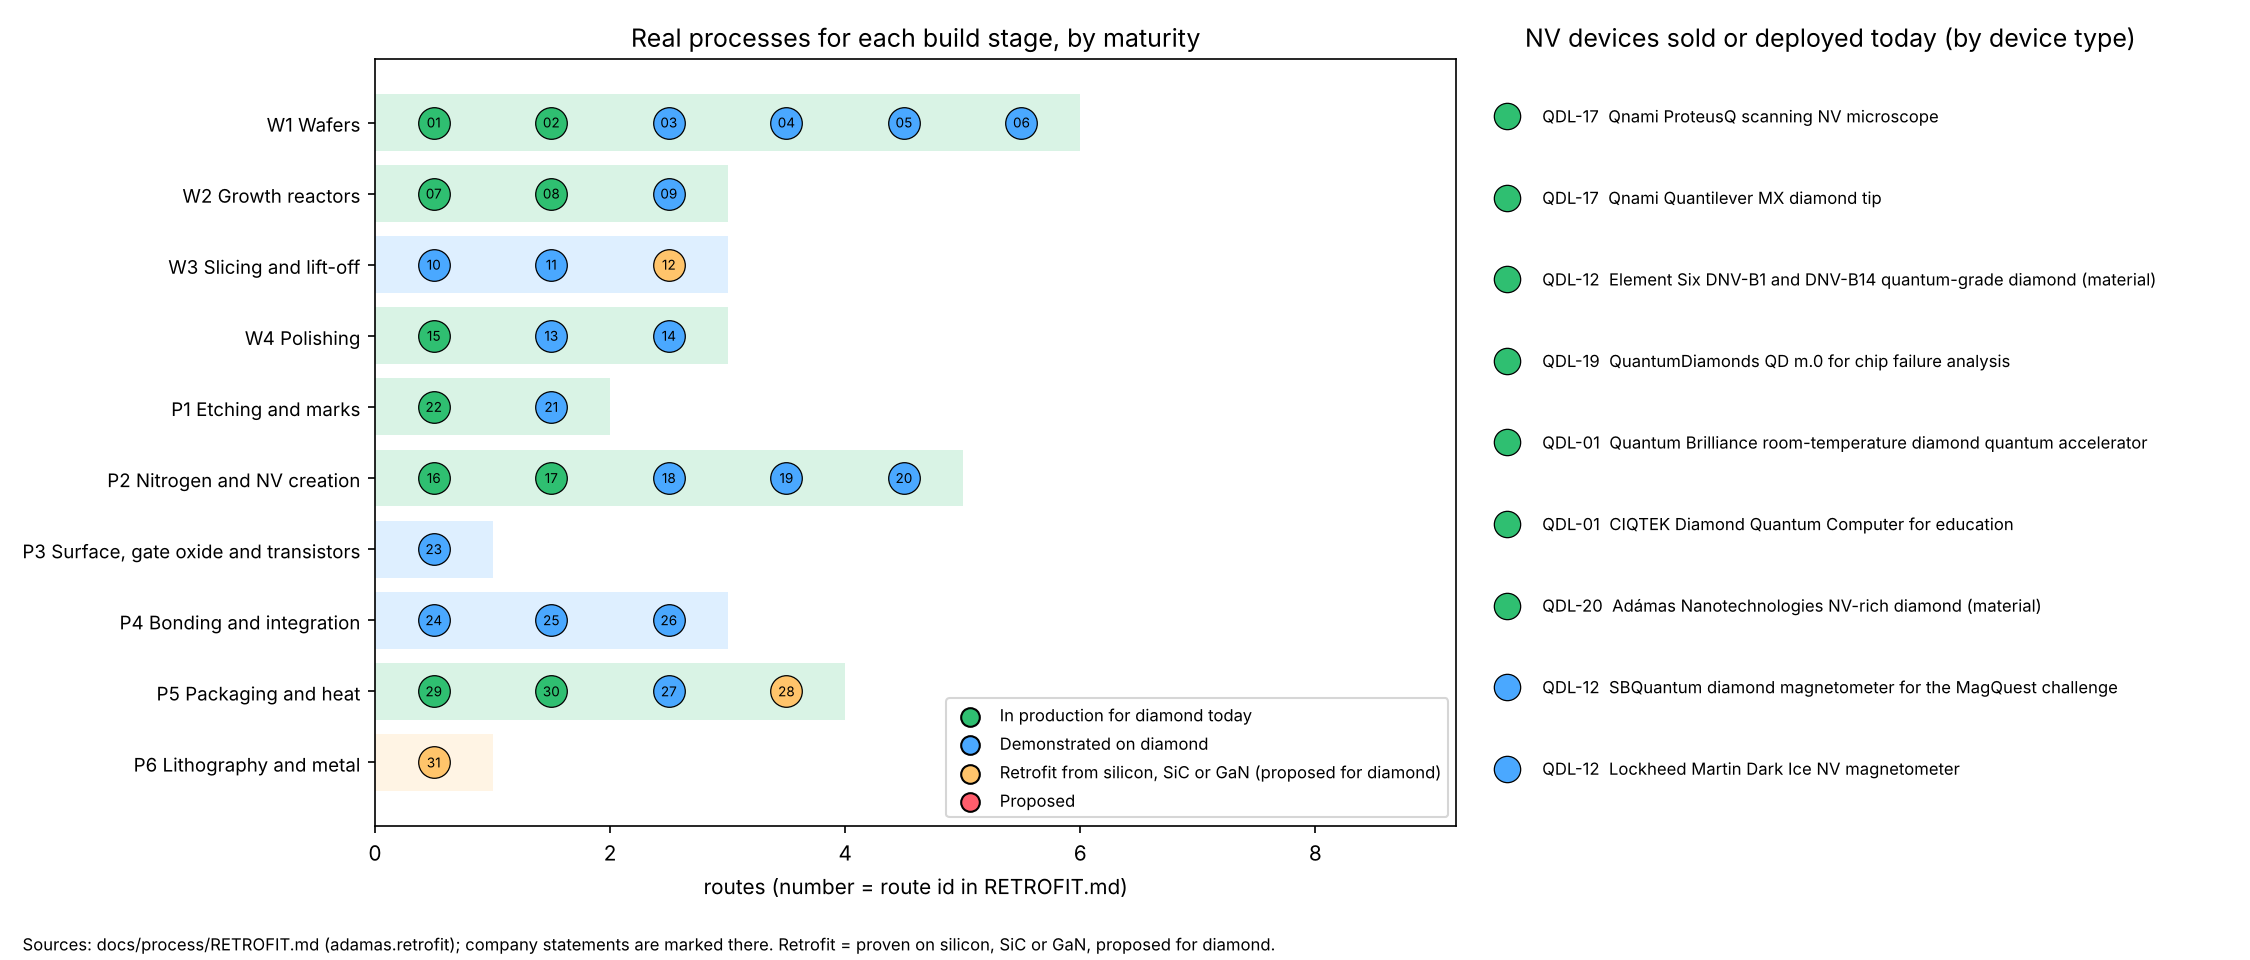 Real processes for each build stage, by maturity
W1 Wafers
01 02 03 04 05 06
W2 Growth reactors
07 08 09
W3 Slicing and lift-off
10 11 12
W4 Polishing
15 13 14
P1 Etching and marks
22 21
P2 Nitrogen and NV creation
16 17 18 19 20
P3 Surface, gate oxide and transistors
23
P4 Bonding and integration
24 25 26
P5 Packaging and heat
29 30 27 28
P6 Lithography and metal
31
In production for diamond today
Demonstrated on diamond
Retrofit from silicon, SiC or GaN (proposed for diamond)
Proposed
0 2 4 6 8
routes (number = route id in RETROFIT.md)
NV devices sold or deployed today (by device type)
QDL-17 Qnami ProteusQ scanning NV microscope
QDL-17 Qnami Quantilever MX diamond tip
QDL-12 Element Six DNV-B1 and DNV-B14 quantum-grade diamond (material)
QDL-19 QuantumDiamonds QD m.0 for chip failure analysis
QDL-01 Quantum Brilliance room-temperature diamond quantum accelerator
QDL-01 CIQTEK Diamond Quantum Computer for education
QDL-20 Adámas Nanotechnologies NV-rich diamond (material)
QDL-12 SBQuantum diamond magnetometer for the MagQuest challenge
QDL-12 Lockheed Martin Dark Ice NV magnetometer
Sources: docs/process/RETROFIT.md (adamas.retrofit); company statements are marked there. Retrofit = proven on silicon, SiC or GaN, proposed for diamond.